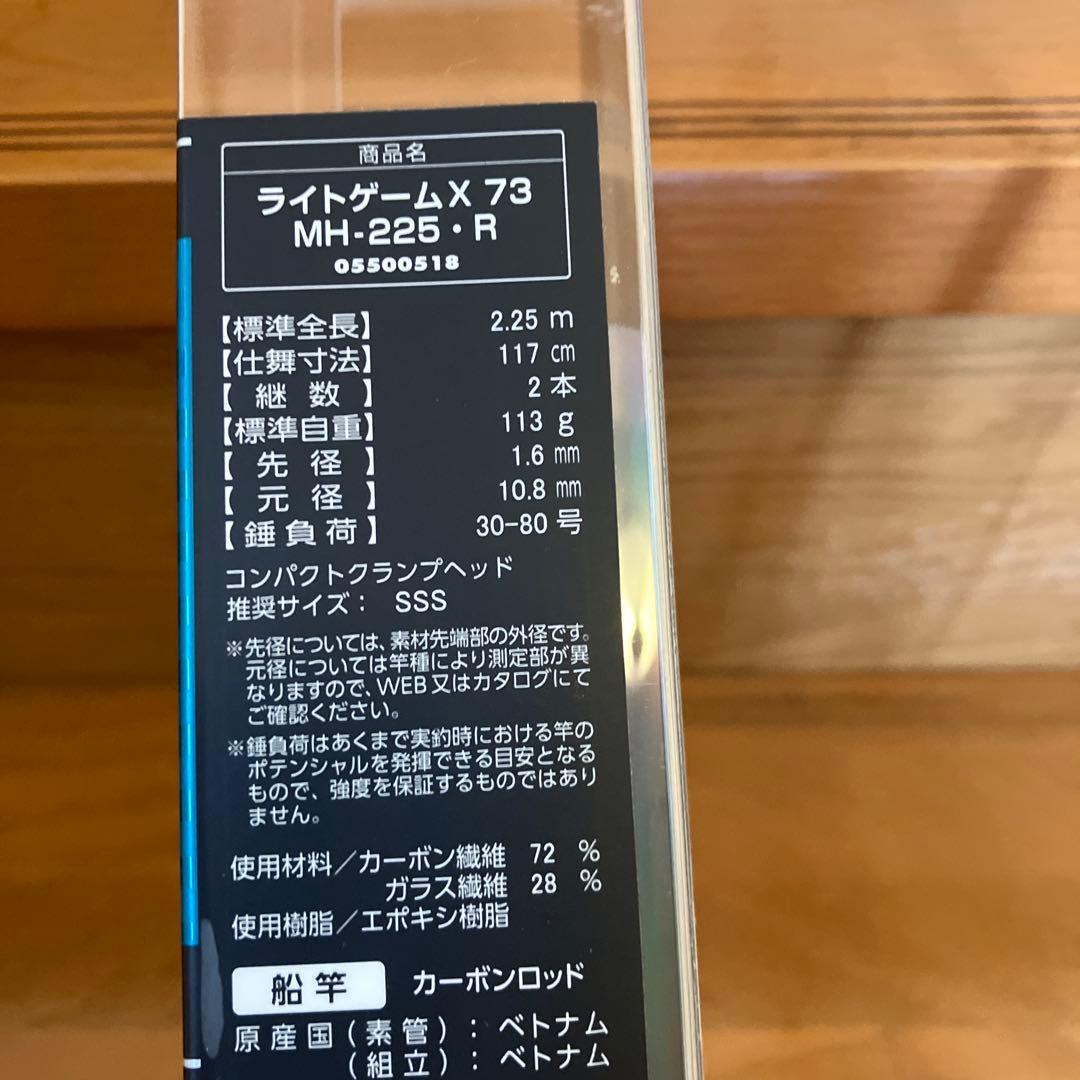 商品名
ライトゲームX 73
MH-225・R
05500518
【標準全長】 2.25 m
【仕舞寸法】 117 cm
【継数】 2 本
【標準自重】 113 g
【先径】 1.6 mm
【元径】 10.8 mm
【錘負荷】 30-80 号
コンパクトクランプヘッド
推奨サイズ： SSS
※先径については、素材先端部の外径です。
元径については竿種により測定部が異
なりますので、WEB又はカタログにて
ご確認ください。
※錘負荷はあくまで実釣時における竿の
ポテンシャルを発揮できる目安となる
もので、強度を保証するものではあり
ません。
使用材料／カーボン繊維 72 %
ガラス繊維 28 %
使用樹脂／エポキシ樹脂
船竿 カーボンロッド
原産国(素管)：ベトナム
(組立)：ベトナム